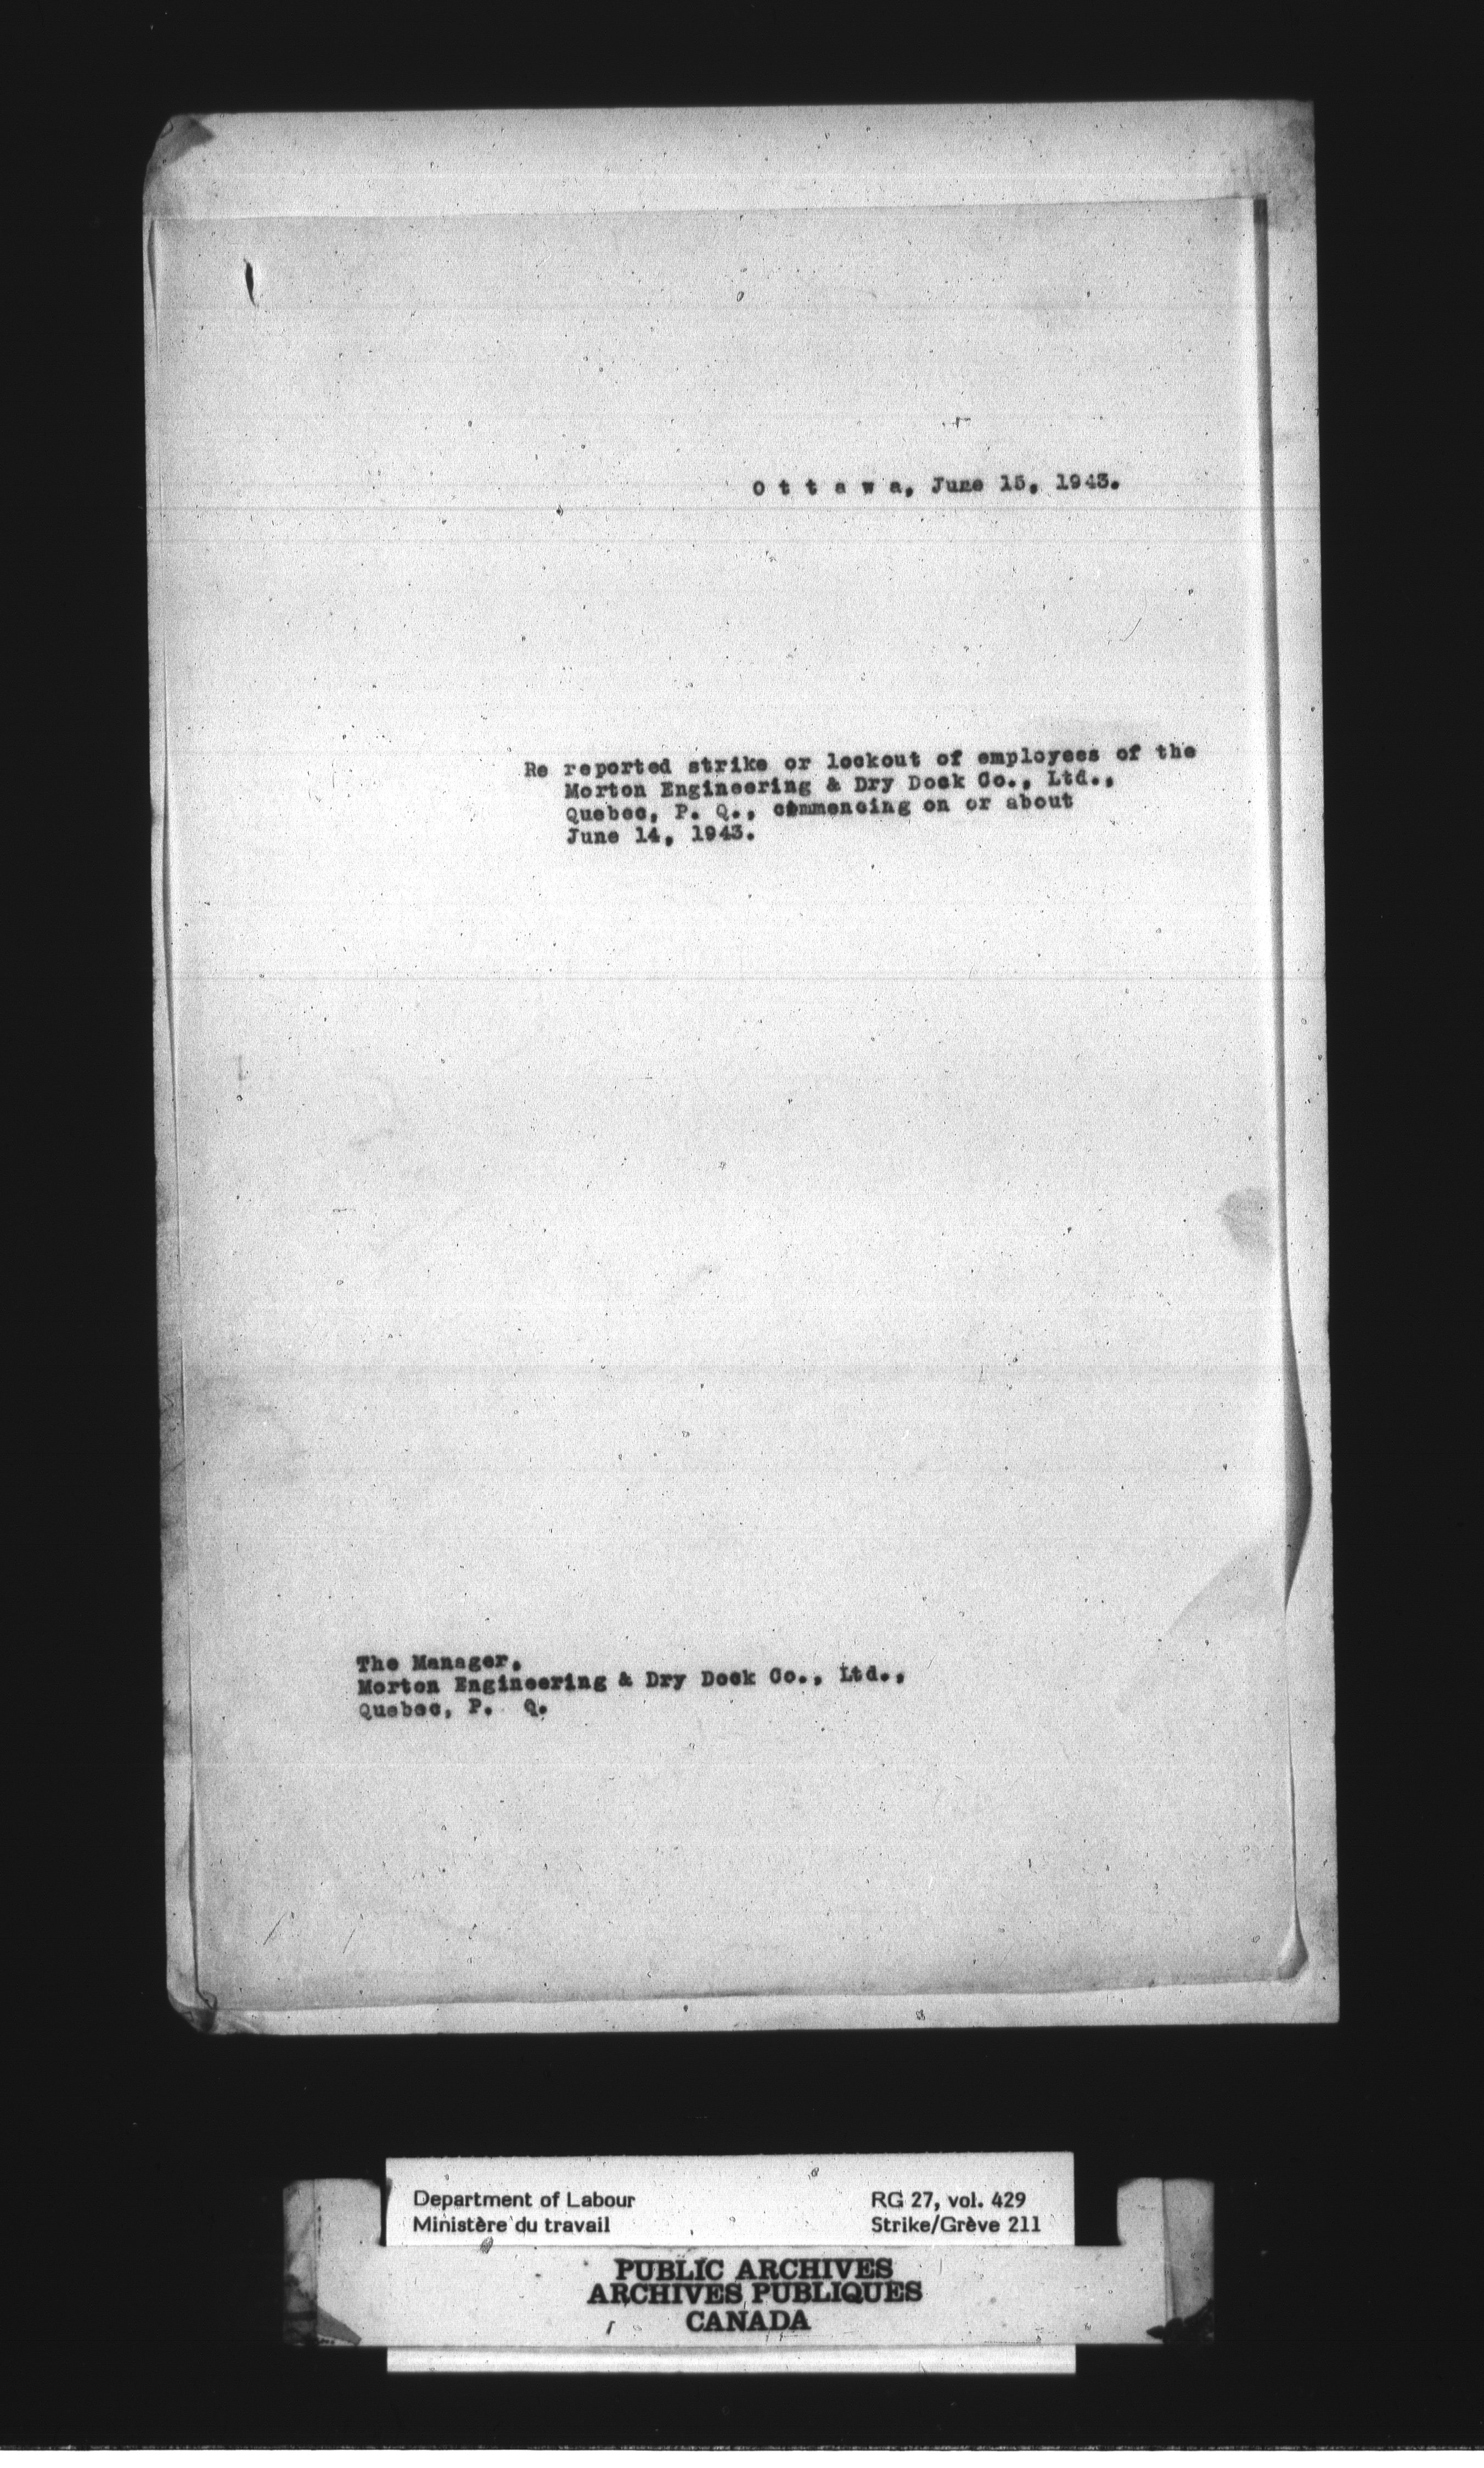 O t t a w a, June 15, 1943.
Re reported strike or lockout of employees of the
Morton Engineering & Dry Dock Co., Ltd.,
Quebec, P. Q., commencing on or about
June 14, 1943.
The Manager,
Morton Engineering & Dry Dock Co., Ltd.,
Quebec, P. Q.
Department of Labour
Ministère du travail
RG 27, vol. 429
Strike/Grève 211
PUBLIC ARCHIVES
ARCHIVES PUBLIQUES
CANADA